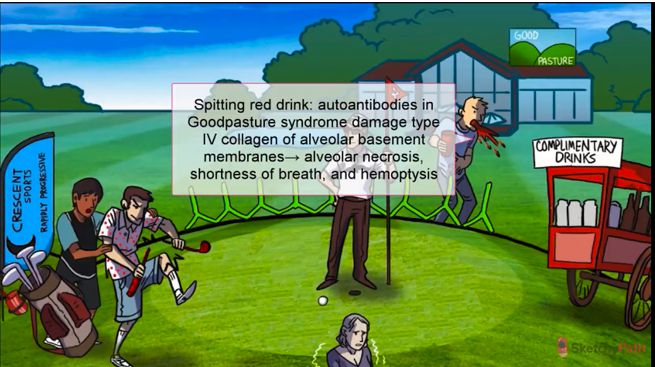 GOOD
PASTURE
Spitting red drink: autoantibodies in
Goodpasture syndrome damage type
IV collagen of alveolar basement
membranes→ alveolar necrosis,
shortness of breath, and hemoptysis
COMPLIMENTARY
DRINKS
CRESCENT
SPORTS
RAPIDLY PROGRESSIVE
SketchyPath